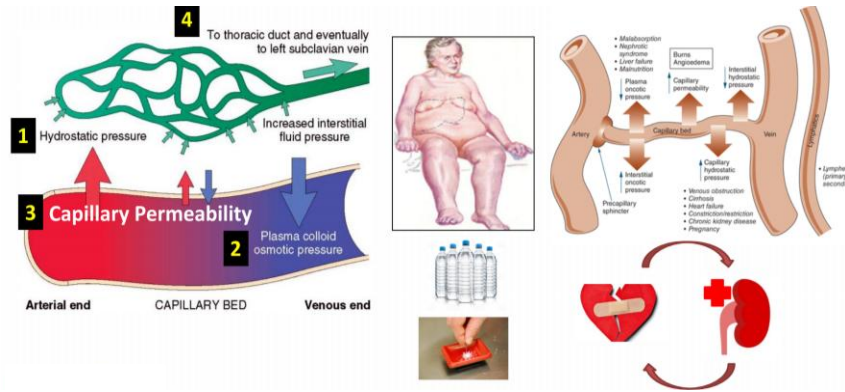 4
To thoracic duct and eventually
to left subclavian vein
1
Hydrostatic pressure
Increased interstitial
fluid pressure
3
Capillary Permeability
2
Plasma colloid
osmotic pressure
Arterial end
CAPILLARY BED
Venous end
• Malabsorption
• Nephrotic
syndrome
• Liver failure
• Malnutrition
Plasma
oncotic
pressure
Burns
Angioedema
Capillary
permeability
Interstitial
hydrostatic
pressure
Artery
Capillary bed
Vein
Lymphatics
Precapillary
sphincter
Interstitial
oncotic
pressure
Capillary
hydrostatic
pressure
• Venous obstruction
• Cirrhosis
• Heart failure
• Constriction/restriction
• Chronic kidney disease
• Pregnancy
• Lymphe
(primary
second